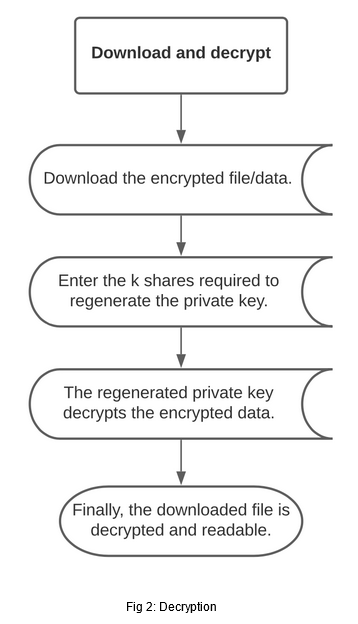 Download and decrypt
Download the encrypted file/data.
Enter the k shares required to
regenerate the private key.
The regenerated private key
decrypts the encrypted data.
Finally, the downloaded file is
decrypted and readable.
Fig 2: Decryption